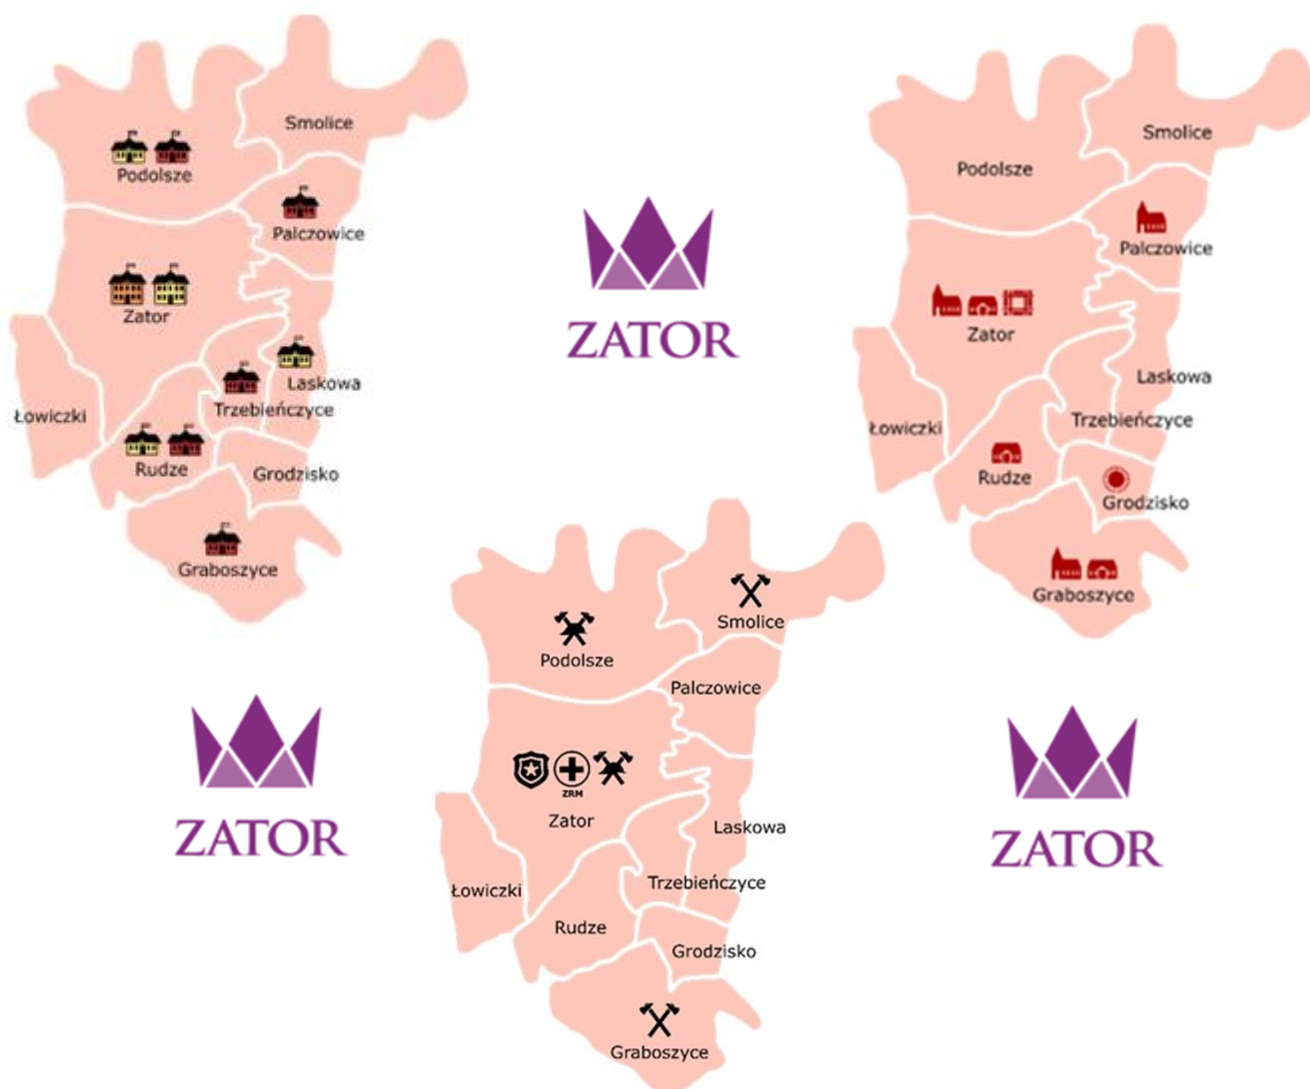 Smolice
Podolsze
Palczowice
Zator
Laskowa
Trzebieńczyce
Łowiczki
Rudze
Grodzisko
Graboszyce
ZATOR
Smolice
Podolsze
Palczowice
Zator
Laskowa
Trzebieńczyce
Łowiczki
Rudze
Grodzisko
Graboszyce
ZATOR
Smolice
Podolsze
Palczowice
ZRM
Zator
Laskowa
Trzebieńczyce
Łowiczki
Rudze
Grodzisko
Graboszyce
ZATOR